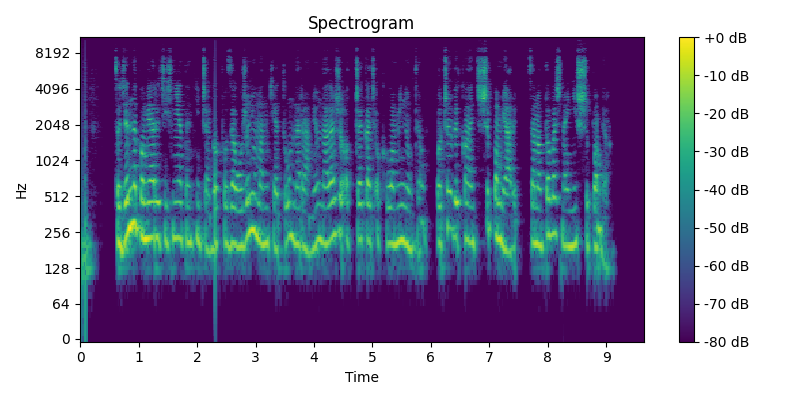 Spectrogram
8192
4096
2048
1024
512
256
128
64
0
Hz
0 1 2 3 4 5 6 7 8 9
Time
+0 dB
-10 dB
-20 dB
-30 dB
-40 dB
-50 dB
-60 dB
-70 dB
-80 dB